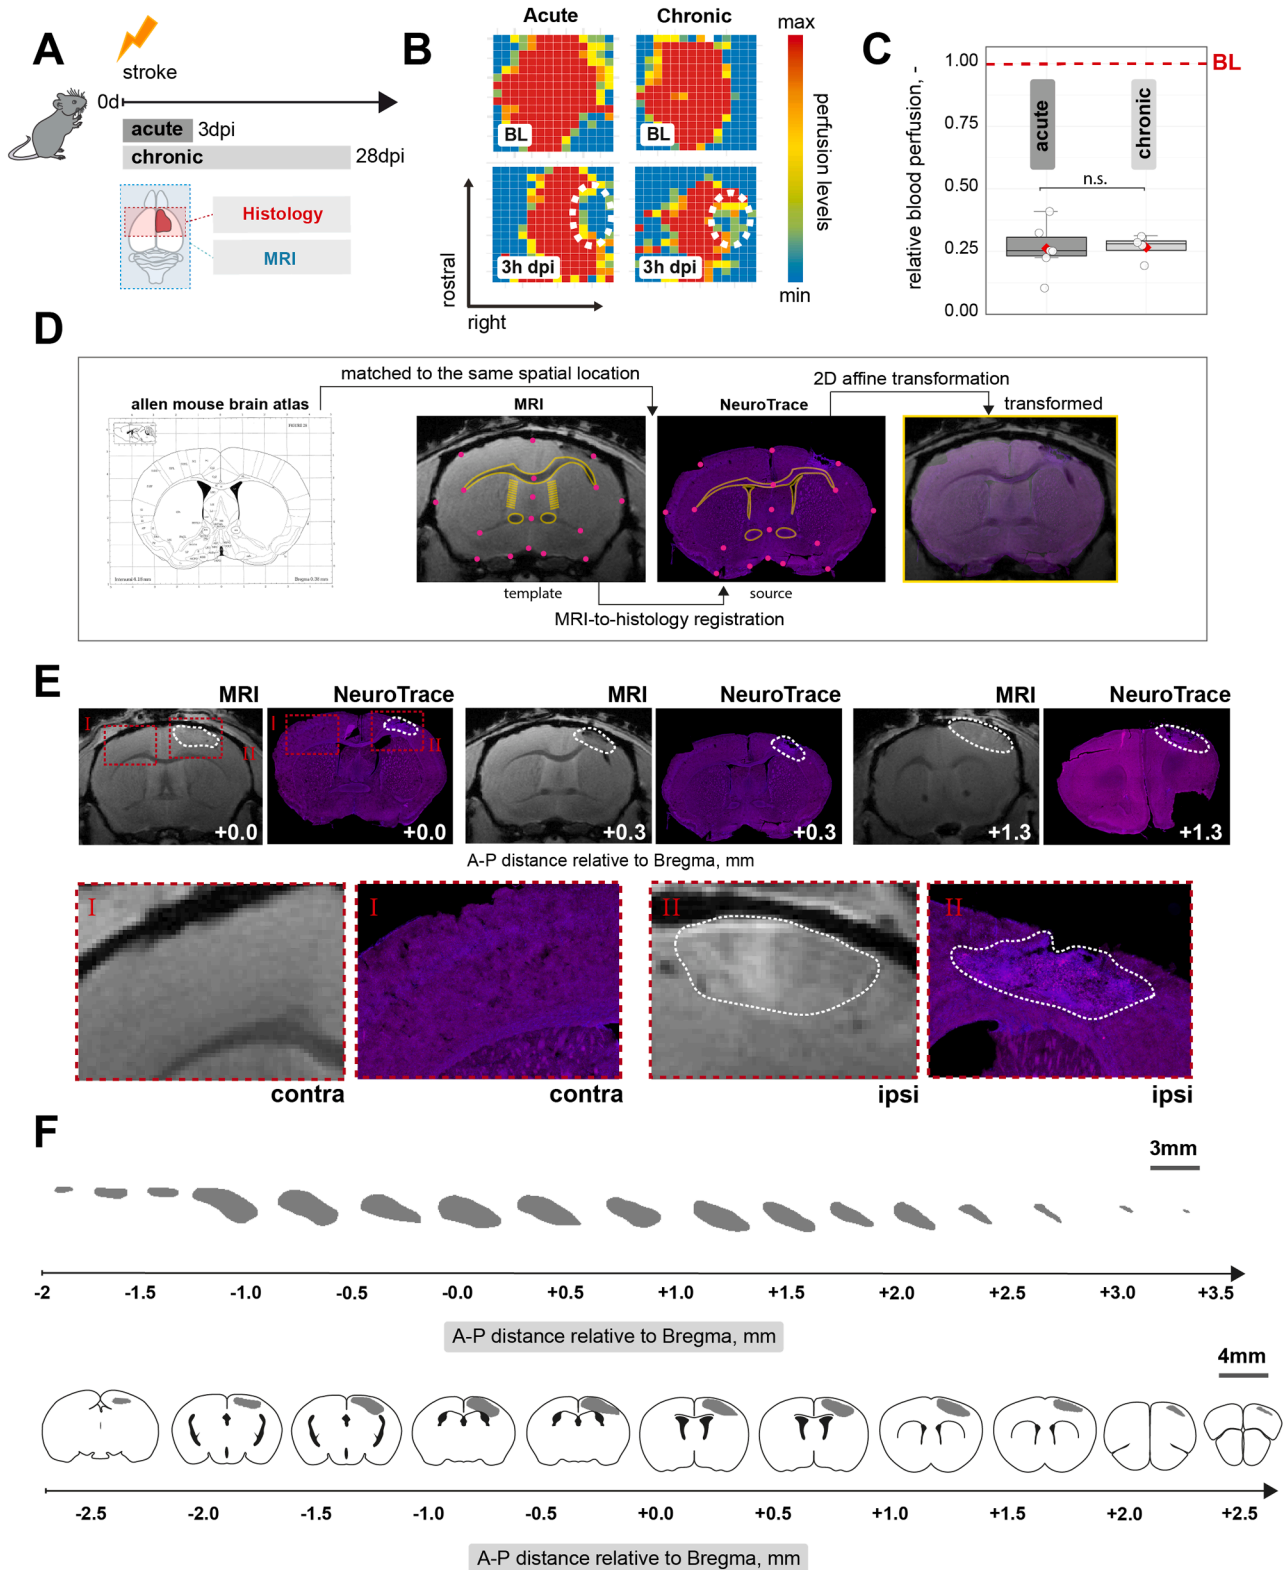 A
stroke
0d
acute 3dpi
chronic 28dpi
Histology
MRI
B
Acute Chronic
BL BL
3h dpi 3h dpi
rostral
right
max
perfusion levels
min
C
relative blood perfusion, -
1.00
0.75
0.50
0.25
0.00
BL
acute
chronic
n.s.
D
matched to the same spatial location
2D affine transformation
allen mouse brain atlas
MRI
NeuroTrace
transformed
template
source
MRI-to-histology registration
E
MRI NeuroTrace MRI NeuroTrace MRI NeuroTrace
I II I II
+0.0 +0.0 +0.3 +0.3 +1.3 +1.3
A-P distance relative to Bregma, mm
I I II II
contra contra ipsi ipsi
F
3mm
-2 -1.5 -1.0 -0.5 -0.0 +0.5 +1.0 +1.5 +2.0 +2.5 +3.0 +3.5
A-P distance relative to Bregma, mm
4mm
-2.5 -2.0 -1.5 -1.0 -0.5 +0.0 +0.5 +1.0 +1.5 +2.0 +2.5
A-P distance relative to Bregma, mm